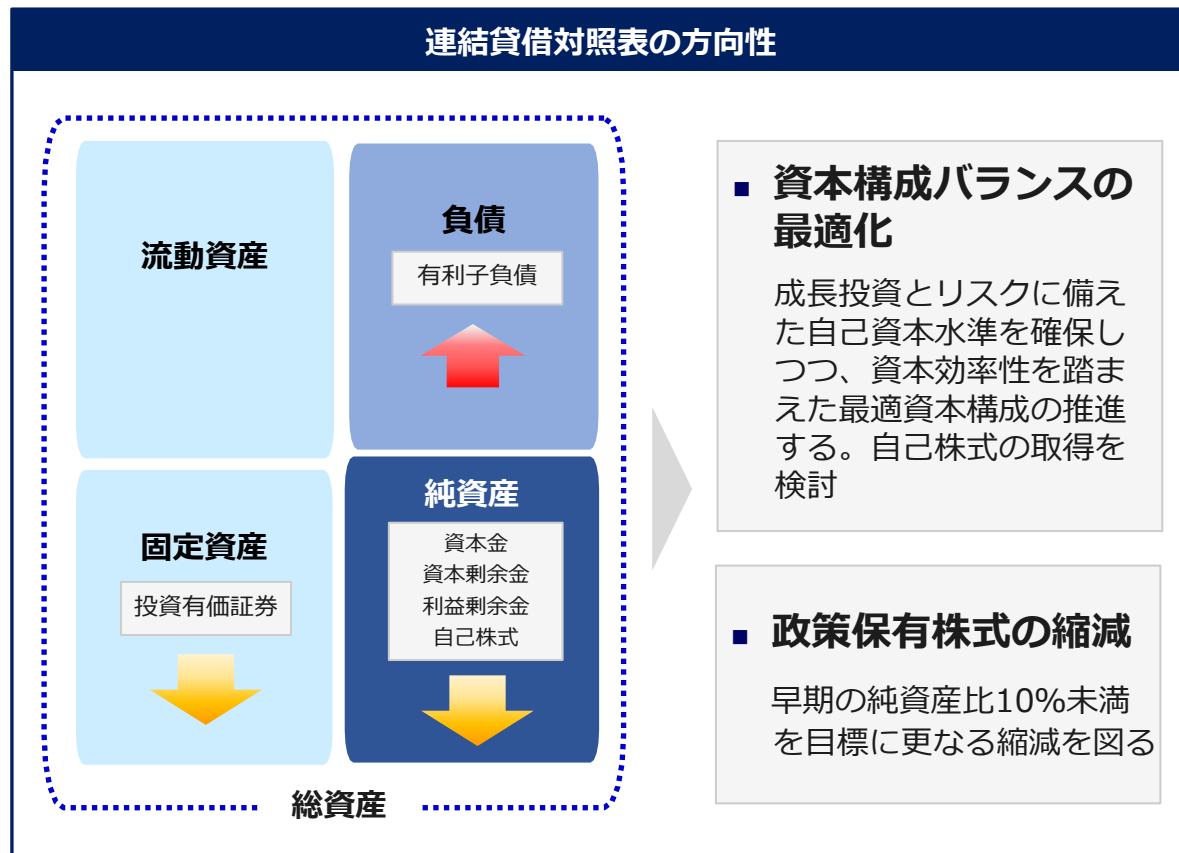 連結貸借対照表の方向性
流動資産
負債
有利子負債
固定資産
投資有価証券
純資産
資本金
資本剰余金
利益剰余金
自己株式
総資産
■ 資本構成バランスの
最適化
成長投資とリスクに備え
た自己資本水準を確保し
つつ、資本効率性を踏ま
えた最適資本構成の推進
する。自己株式の取得を
検討
■ 政策保有株式の縮減
早期の純資産比10%未満
を目標に更なる縮減を図る